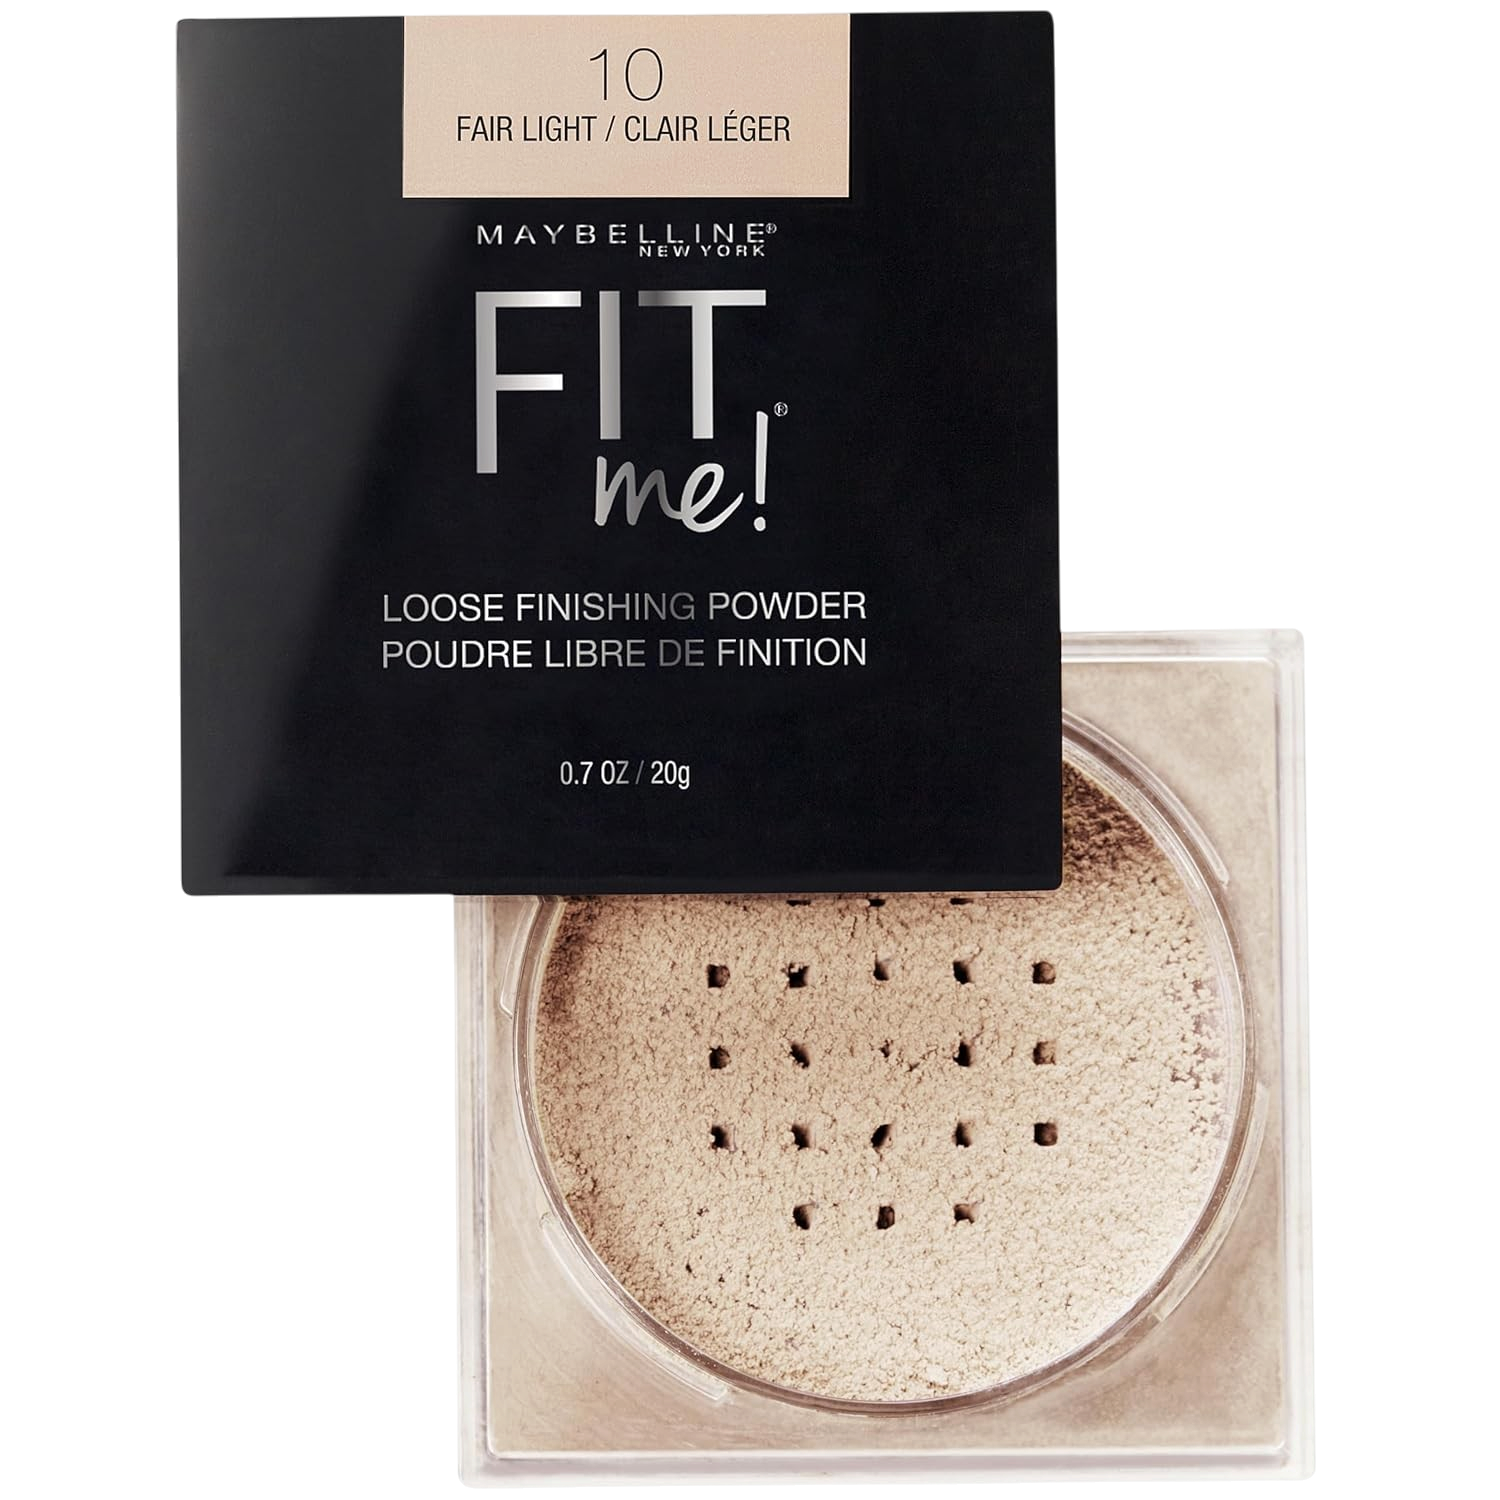 10
FAIR LIGHT / CLAIR LÉGER
MAYBELLINE®
NEW YORK
FIT
me!®
LOOSE FINISHING POWDER
POUDRE LIBRE DE FINITION
0.7 OZ / 20g